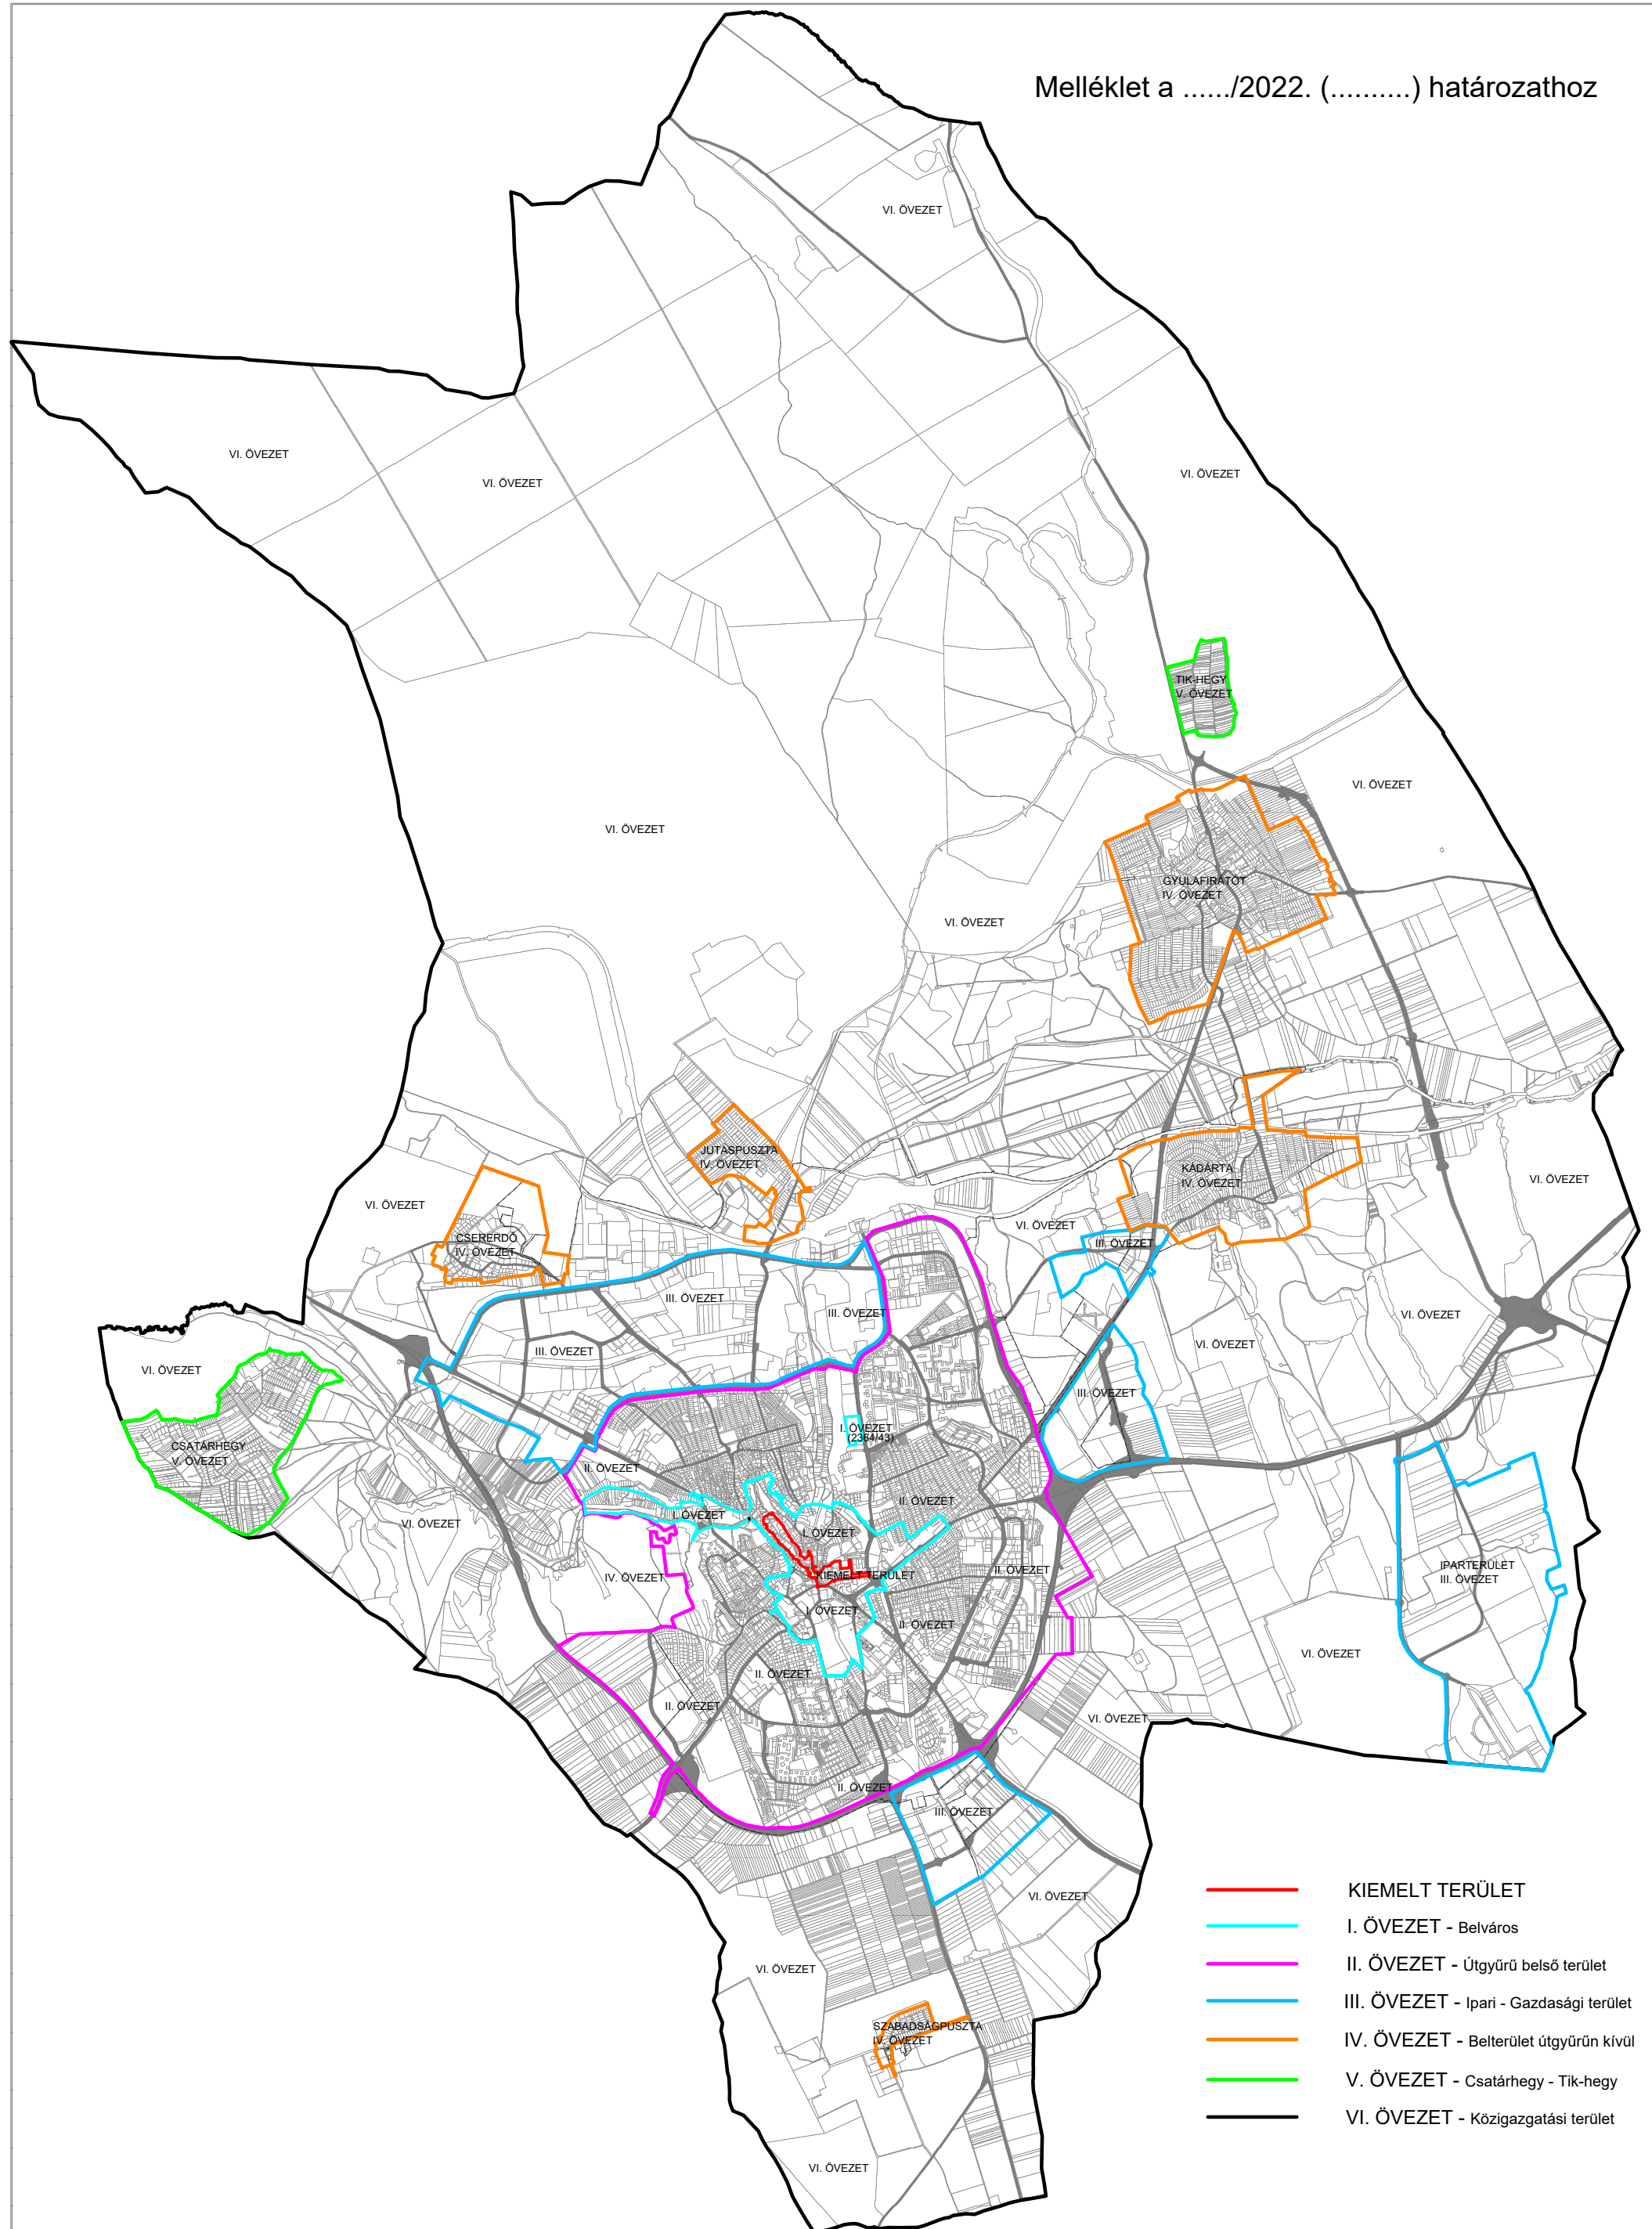 Melléklet a ....../2022. (..........) határozathoz
VI. ÖVEZET
VI. ÖVEZET
VI. ÖVEZET
VI. ÖVEZET
TIK-HEGY
V. ÖVEZET
VI. ÖVEZET
VI. ÖVEZET
GYULAFIRÁTÓT
IV. ÖVEZET
VI. ÖVEZET
JUTASPUSZTA
IV. ÖVEZET
KÁDÁRTA
IV. ÖVEZET
VI. ÖVEZET
VI. ÖVEZET
VI. ÖVEZET
CSERERDŐ
IV. ÖVEZET
III. ÖVEZET
III. ÖVEZET
III. ÖVEZET
VI. ÖVEZET
VI. ÖVEZET
III. ÖVEZET
VI. ÖVEZET
III. ÖVEZET
I. ÖVEZET
(2364/43)
CSATÁRHEGY
V. ÖVEZET
II. ÖVEZET
II. ÖVEZET
I. ÖVEZET
VI. ÖVEZET
I. ÖVEZET
IPARTERÜLET
III. ÖVEZET
II. ÖVEZET
KIEMELT TERÜLET
IV. ÖVEZET
I. ÖVEZET
II. ÖVEZET
VI. ÖVEZET
II. ÖVEZET
II. ÖVEZET
VI. ÖVEZET
II. ÖVEZET
III. ÖVEZET
VI. ÖVEZET
VI. ÖVEZET
SZABADSÁGPUSZTA
IV. ÖVEZET
VI. ÖVEZET
KIEMELT TERÜLET
I. ÖVEZET - Belváros
II. ÖVEZET - Útgyűrű belső terület
III. ÖVEZET - Ipari - Gazdasági terület
IV. ÖVEZET - Belterület útgyűrűn kívül
V. ÖVEZET - Csatárhegy - Tik-hegy
VI. ÖVEZET - Közigazgatási terület